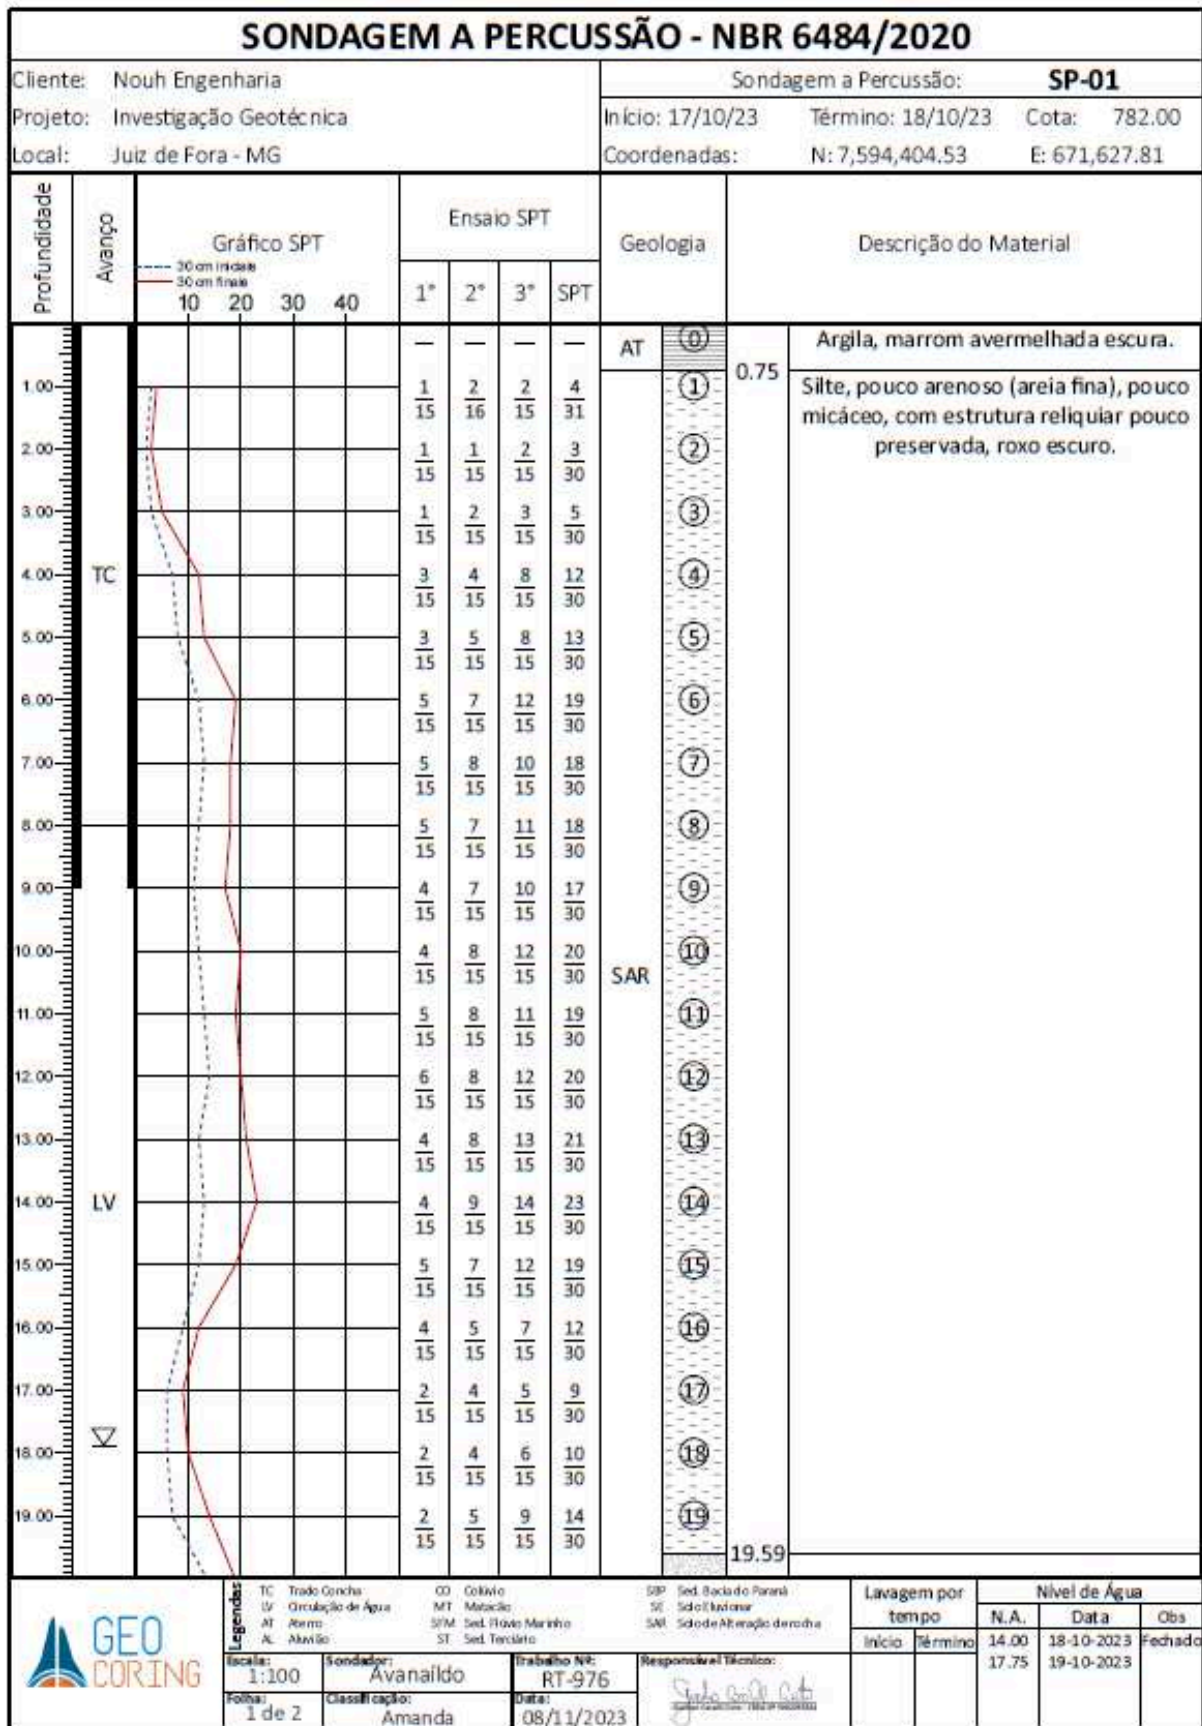 SONDAGEM A PERCUSSÃO - NBR 6484/2020
Cliente: Nouh Engenharia
Sondagem a Percussão: SP-01
Projeto: Investigação Geotécnica
Início: 17/10/23 Término: 18/10/23 Cota: 782.00
Local: Juiz de Fora - MG
Coordenadas: N: 7,594,404.53 E: 671,627.81
Profundidade
Avanço
Gráfico SPT
30 cm iniciais
30 cm finais
10 20 30 40
Ensaio SPT
1° 2° 3° SPT
Geologia
Descrição do Material
— — — — AT 0 Argila, marrom avermelhada escura.
0.75
1.00 1/15 2/16 2/15 4/31 1 Silte, pouco arenoso (areia fina), pouco
micáceo, com estrutura reliquiar pouco
preservada, roxo escuro.
2.00 1/15 1/15 2/15 3/30 2
3.00 1/15 2/15 3/15 5/30 3
4.00 TC 3/15 4/15 8/15 12/30 4
5.00 3/15 5/15 8/15 13/30 5
6.00 5/15 7/15 12/15 19/30 6
7.00 5/15 8/15 10/15 18/30 7
8.00 5/15 7/15 11/15 18/30 8
9.00 4/15 7/15 10/15 17/30 9
10.00 4/15 8/15 12/15 20/30 10
SAR
11.00 5/15 8/15 11/15 19/30 11
12.00 6/15 8/15 12/15 20/30 12
13.00 4/15 8/15 13/15 21/30 13
14.00 LV 4/15 9/15 14/15 23/30 14
15.00 5/15 7/15 12/15 19/30 15
16.00 4/15 5/15 7/15 12/30 16
17.00 2/15 4/15 5/15 9/30 17
18.00 2/15 4/15 6/15 10/30 18
19.00 2/15 5/15 9/15 14/30 19
19.59
GEO
CORING
Legendas
TC Trado Concha
LV Circulação de Água
AT Aterro
AL Aluvião
CO Colúvio
MT Matacão
SFM Sed. Flúvio Marinho
ST Sed. Terciário
SBP Sed. Bacia do Paraná
SE Solo Eluvionar
SAR Solo de Alteração de rocha
Escala: 1:100
Sondador: Avanaildo
Trabalho Nº: RT-976
Responsável Técnico:
Folha: 1 de 2
Classificação: Amanda
Data: 08/11/2023
Lavagem por
tempo
Início Término
Nível de Água
N.A. Data Obs
14.00 18-10-2023 Fechado
17.75 19-10-2023